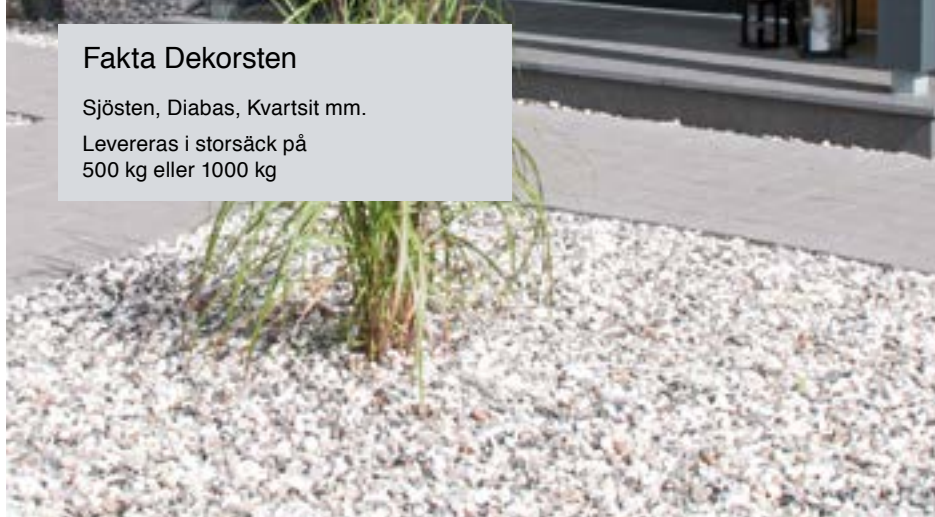 Fakta Dekorsten
Sjösten, Diabas, Kvartsit mm.
Levereras i storsäck på
500 kg eller 1000 kg